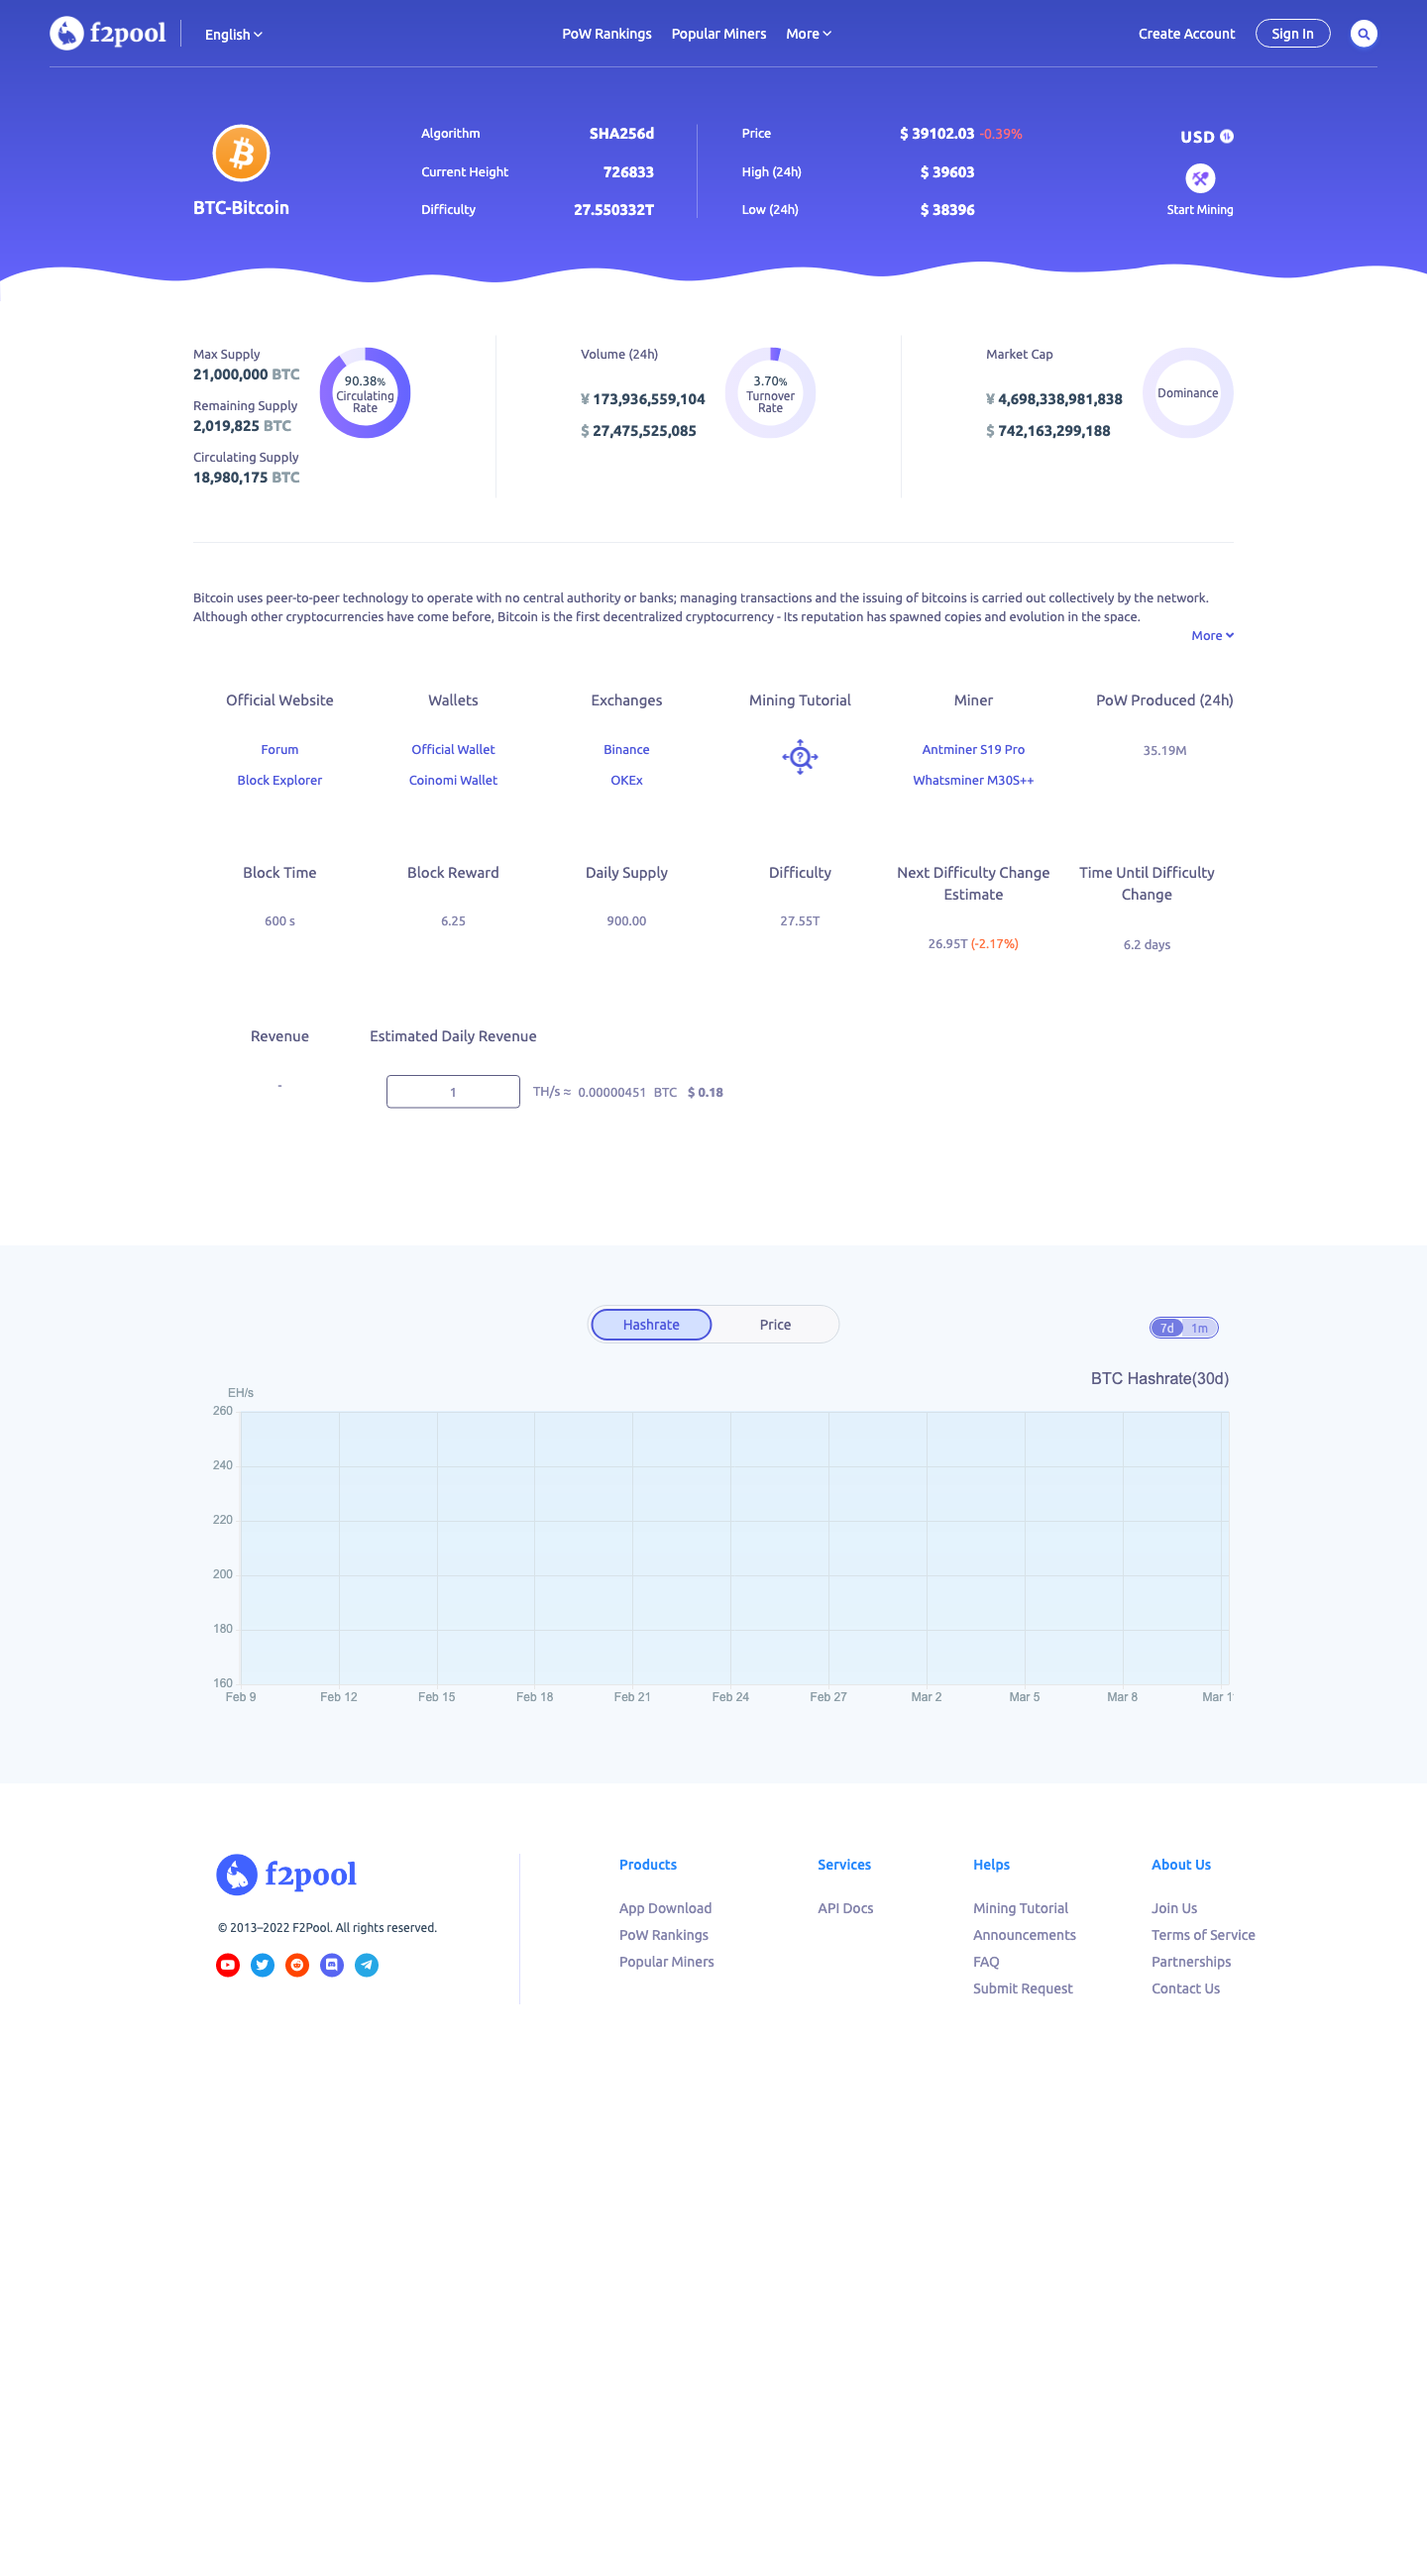 f2pool English PoW Rankings Popular Miners More Create Account Sign In
Algorithm SHA256d Price $ 39102.03 -0.39% USD
Current Height 726833 High (24h) $ 39603
BTC-Bitcoin Difficulty 27.550332T Low (24h) $ 38396 Start Mining
Max Supply
21,000,000 BTC
Remaining Supply
2,019,825 BTC
Circulating Supply
18,980,175 BTC
90.38%
Circulating
Rate
Volume (24h)
¥ 173,936,559,104
$ 27,475,525,085
3.70%
Turnover
Rate
Market Cap
¥ 4,698,338,981,838
$ 742,163,299,188
Dominance
Bitcoin uses peer-to-peer technology to operate with no central authority or banks; managing transactions and the issuing of bitcoins is carried out collectively by the network.
Although other cryptocurrencies have come before, Bitcoin is the first decentralized cryptocurrency - Its reputation has spawned copies and evolution in the space.
More
Official Website Wallets Exchanges Mining Tutorial Miner PoW Produced (24h)
Forum Official Wallet Binance Antminer S19 Pro 35.19M
Block Explorer Coinomi Wallet OKEx Whatsminer M30S++
Block Time Block Reward Daily Supply Difficulty Next Difficulty Change Time Until Difficulty
Estimate Change
600 s 6.25 900.00 27.55T
26.95T (-2.17%) 6.2 days
Revenue Estimated Daily Revenue
- 1 TH/s ≈ 0.00000451 BTC $ 0.18
Hashrate Price 7d 1m
BTC Hashrate(30d)
EH/s
260
240
220
200
180
160
Feb 9 Feb 12 Feb 15 Feb 18 Feb 21 Feb 24 Feb 27 Mar 2 Mar 5 Mar 8 Mar 1
f2pool
© 2013–2022 F2Pool. All rights reserved.
Products
App Download
PoW Rankings
Popular Miners
Services
API Docs
Helps
Mining Tutorial
Announcements
FAQ
Submit Request
About Us
Join Us
Terms of Service
Partnerships
Contact Us